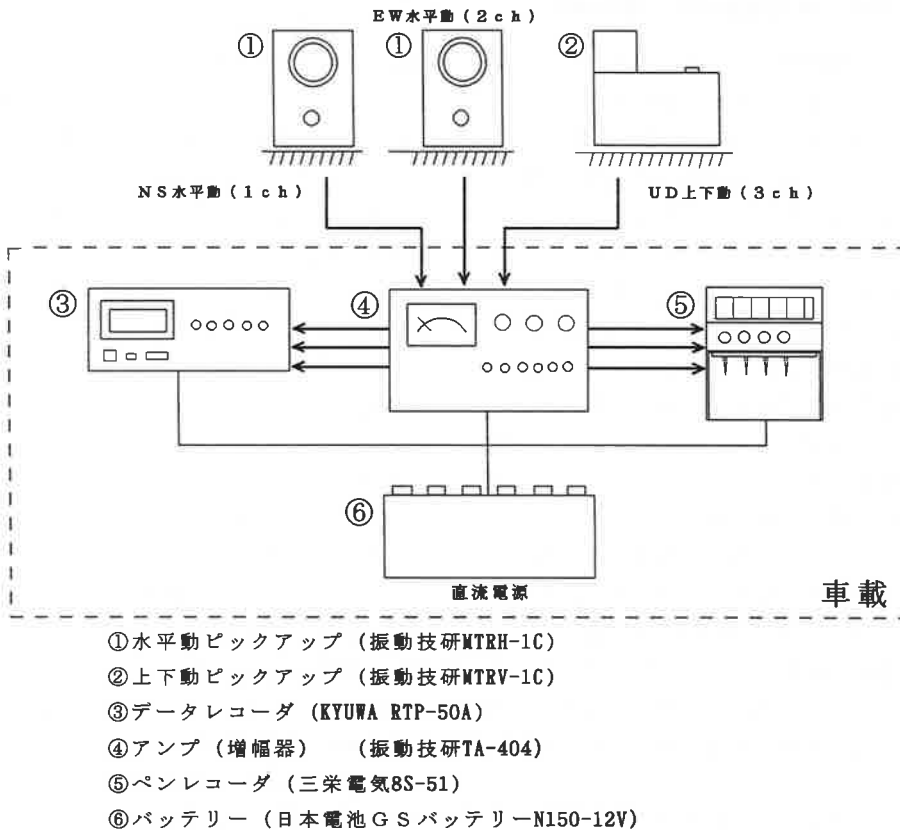 EW水平動(2ch)
① ① ②
NS水平動(1ch) UD上下動(3ch)
③ ④ ⑤
⑥
直流電源
車載
①水平動ピックアップ (振動技研MTRH-1C)
②上下動ピックアップ (振動技研MTRV-1C)
③データレコーダ (KYUWA RTP-50A)
④アンプ(増幅器) (振動技研TA-404)
⑤ペンレコーダ (三栄電気8S-51)
⑥バッテリー (日本電池GSバッテリーN150-12V)